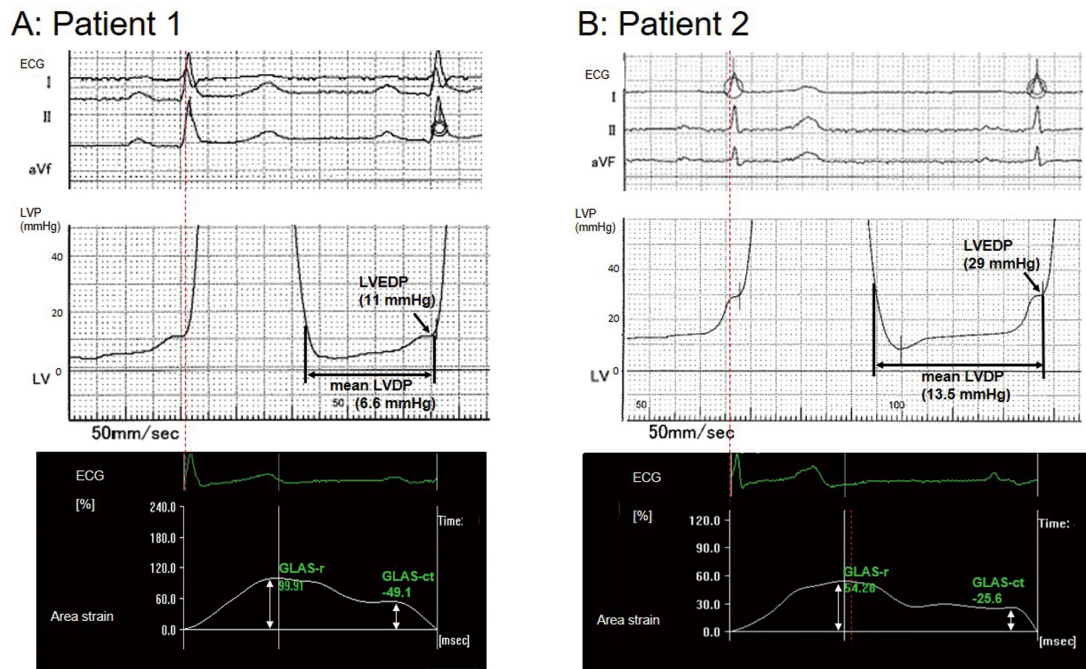 A: Patient 1
ECG
I
II
aVf
LVP
(mmHg)
40
20
0
LV
LVEDP
(11 mmHg)
50
mean LVDP
(6.6 mmHg)
50mm/sec
ECG
[%]
240.0
180.0
120.0
60.0
0.0
Area strain
GLAS-r
99.91
GLAS-ct
-49.1
Time:
[msec]
B: Patient 2
ECG
I
II
aVF
LVP
(mmHg)
40
20
0
LV
LVEDP
(29 mmHg)
mean LVDP
(13.5 mmHg)
50
100
50mm/sec
ECG
[%]
120.0
90.0
60.0
30.0
0.0
Area strain
GLAS-r
54.26
GLAS-ct
-25.6
Time:
[msec]